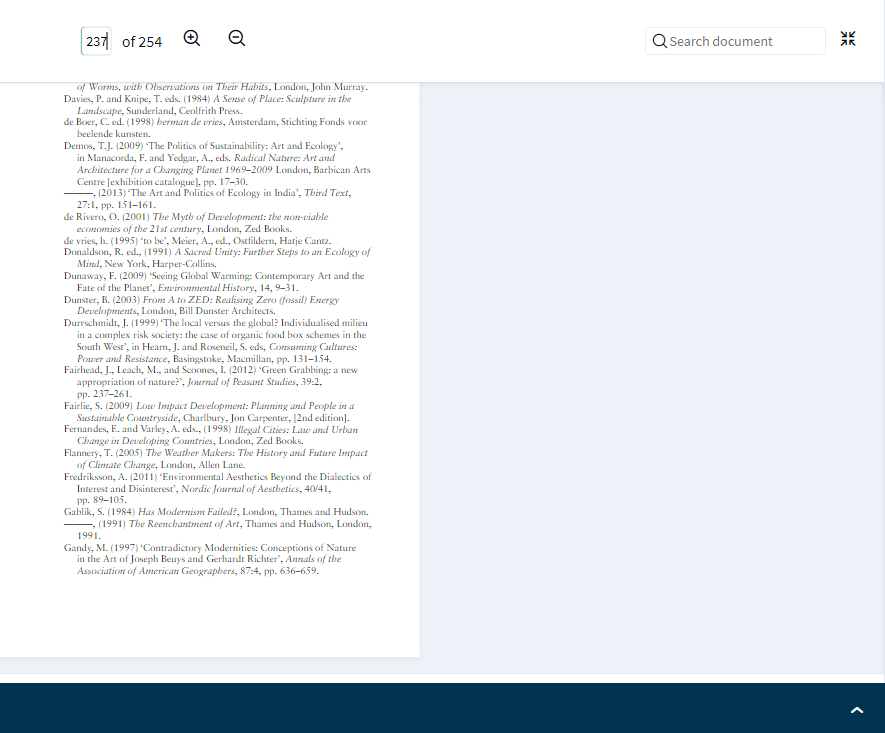 237 of 254
Search document
of Worms, with Observations on Their Habits, London, John Murray.
Davies, P. and Knipe, T. eds. (1984) A Sense of Place: Sculpture in the
Landscape, Sunderland, Ceolfrith Press.
de Boer, C. ed. (1998) herman de vries, Amsterdam, Stichting Fonds voor
beelende kunsten.
Demos, T.J. (2009) ‘The Politics of Sustainability: Art and Ecology’,
in Manacorda, F. and Yedgar, A., eds. Radical Nature: Art and
Architecture for a Changing Planet 1969–2009 London, Barbican Arts
Centre [exhibition catalogue], pp. 17–30.
———, (2013) ‘The Art and Politics of Ecology in India’, Third Text,
27:1, pp. 151–161.
de Rivero, O. (2001) The Myth of Development: the non-viable
economies of the 21st century, London, Zed Books.
de vries, h. (1995) ‘to be’, Meier, A., ed., Ostfildern, Hatje Cantz.
Donaldson, R. ed., (1991) A Sacred Unity: Further Steps to an Ecology of
Mind, New York, Harper-Collins.
Dunaway, F. (2009) ‘Seeing Global Warming: Contemporary Art and the
Fate of the Planet’, Environmental History, 14, 9–31.
Dunster, B. (2003) From A to ZED: Realising Zero (fossil) Energy
Developments, London, Bill Dunster Architects.
Durrschmidt, J. (1999) ‘The local versus the global? Individualised milieu
in a complex risk society: the case of organic food box schemes in the
South West’, in Hearn, J. and Roseneil, S. eds, Consuming Cultures:
Power and Resistance, Basingstoke, Macmillan, pp. 131–154.
Fairhead, J., Leach, M., and Scoones, I. (2012) ‘Green Grabbing: a new
appropriation of nature?’, Journal of Peasant Studies, 39:2,
pp. 237–261.
Fairlie, S. (2009) Low Impact Development: Planning and People in a
Sustainable Countryside, Charlbury, Jon Carpenter, [2nd edition].
Fernandes, E. and Varley, A. eds., (1998) Illegal Cities: Law and Urban
Change in Developing Countries, London, Zed Books.
Flannery, T. (2005) The Weather Makers: The History and Future Impact
of Climate Change, London, Allen Lane.
Fredriksson, A. (2011) ‘Environmental Aesthetics Beyond the Dialectics of
Interest and Disinterest’, Nordic Journal of Aesthetics, 40/41,
pp. 89–105.
Gablik, S. (1984) Has Modernism Failed?, London, Thames and Hudson.
———, (1991) The Reenchantment of Art, Thames and Hudson, London,
1991.
Gandy, M. (1997) ‘Contradictory Modernities: Conceptions of Nature
in the Art of Joseph Beuys and Gerhardt Richter’, Annals of the
Association of American Geographers, 87:4, pp. 636–659.